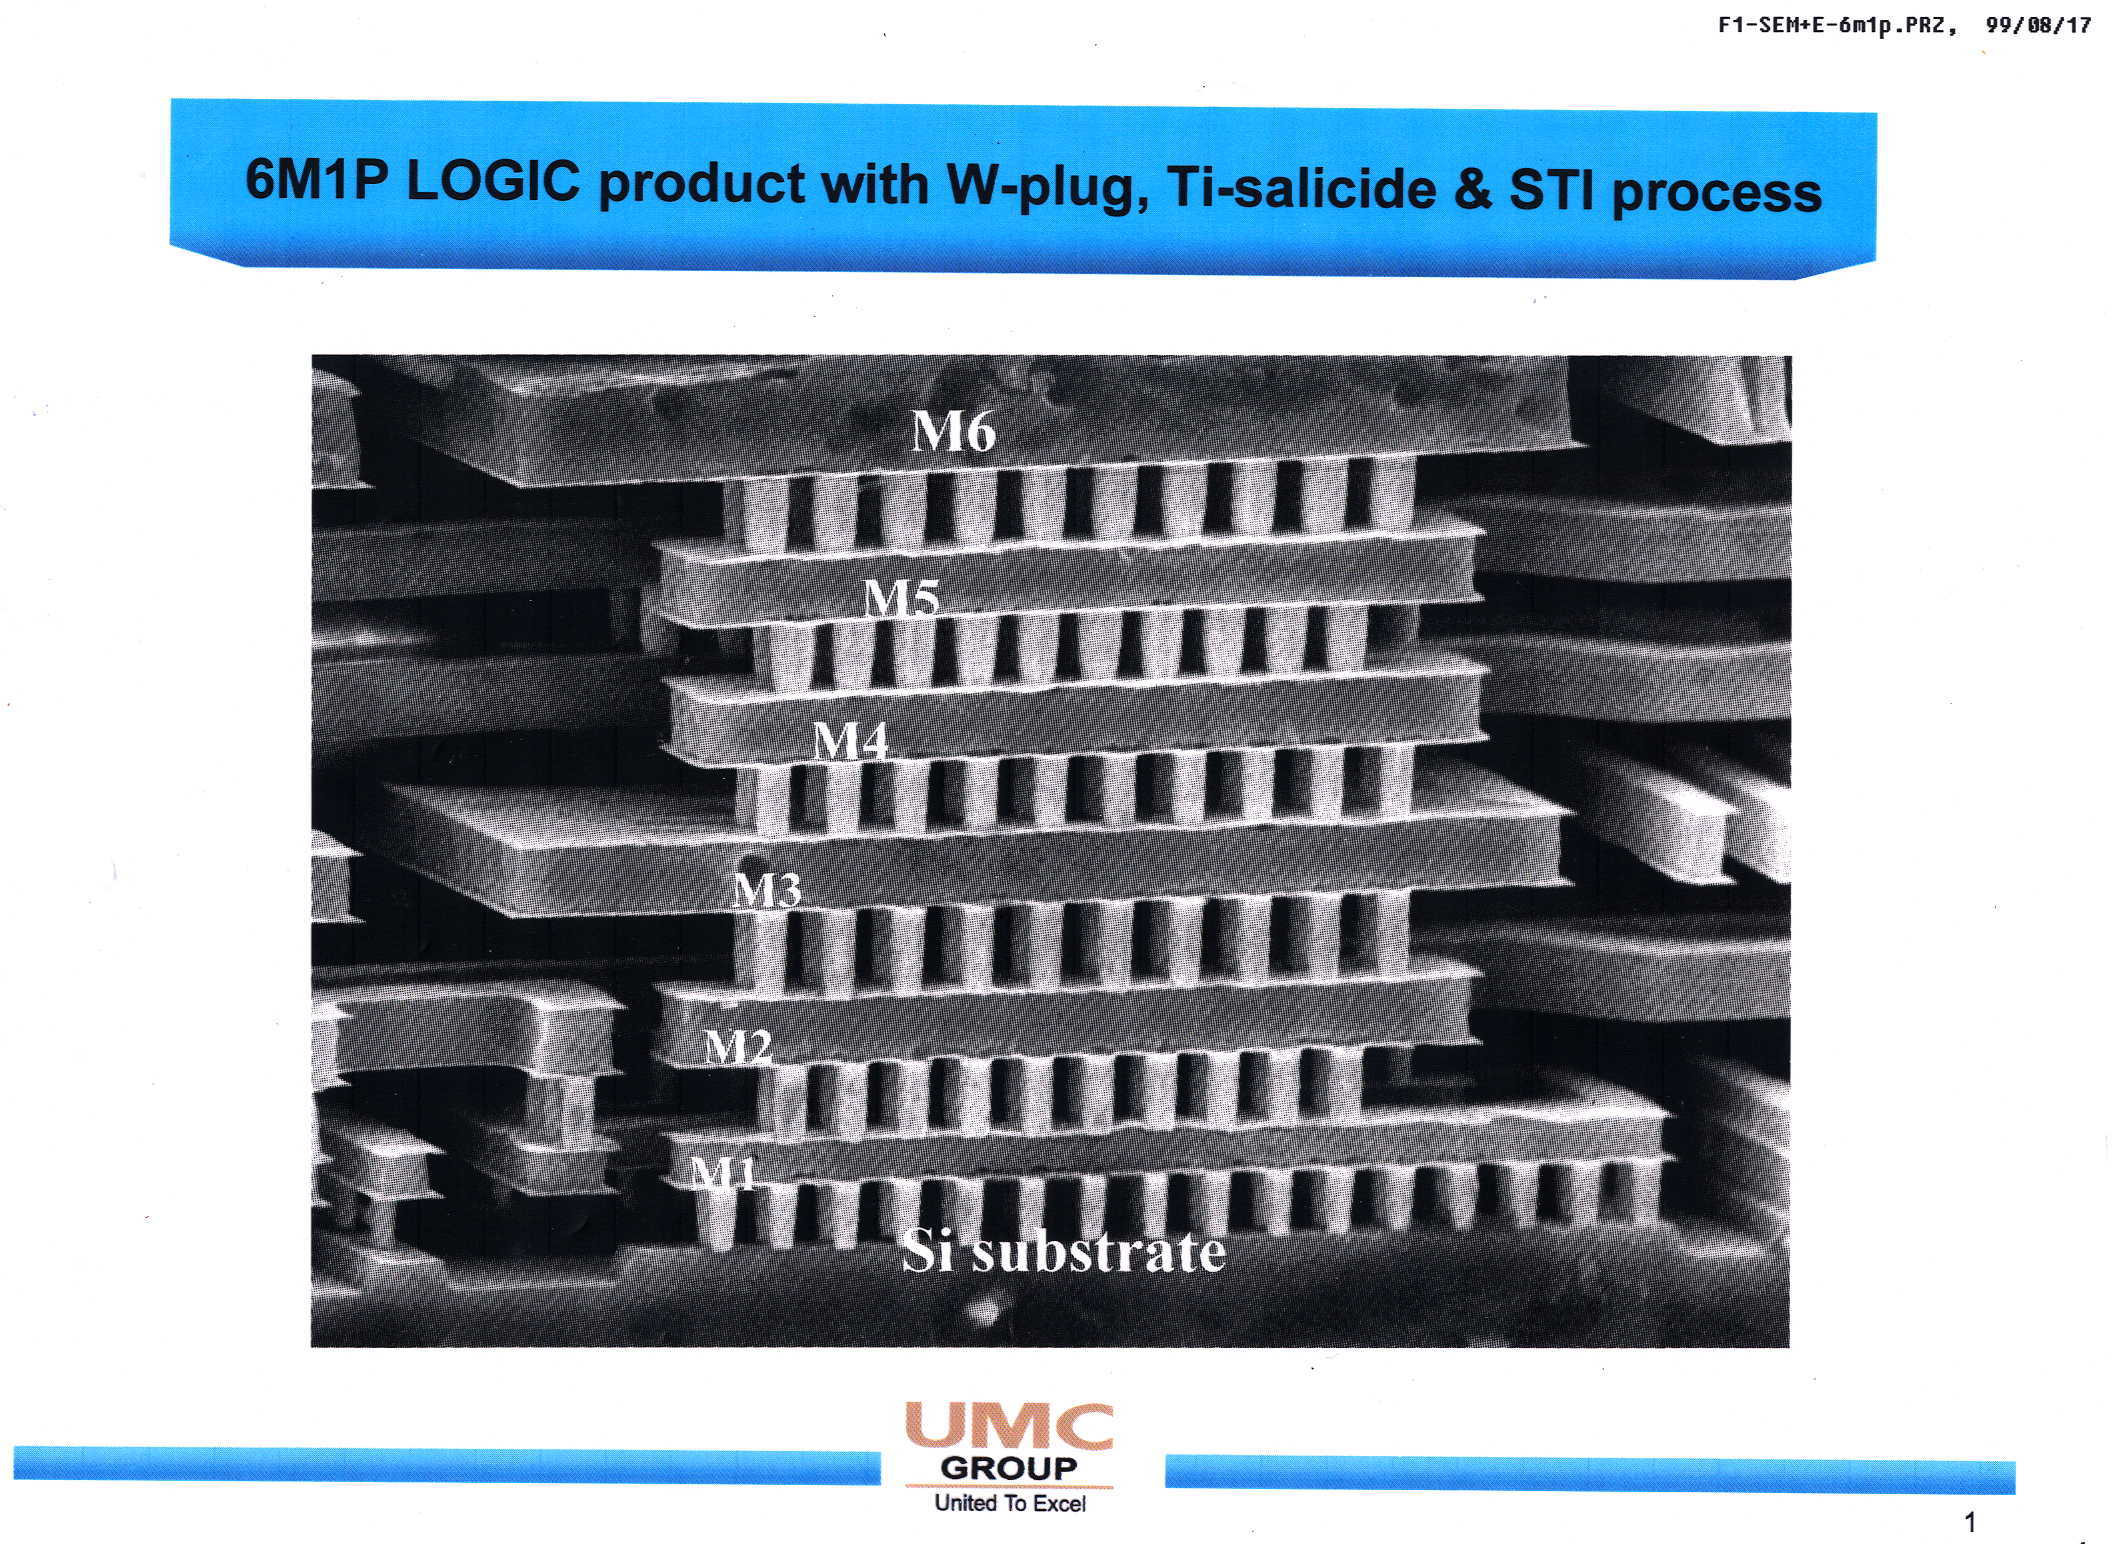 F1-SEM+E-6m1p.PRZ, 99/08/17
6M1P LOGIC product with W-plug, Ti-salicide & STI process
M6
M5
M4
M3
M2
M1
Si substrate
UMC
GROUP
United To Excel
1